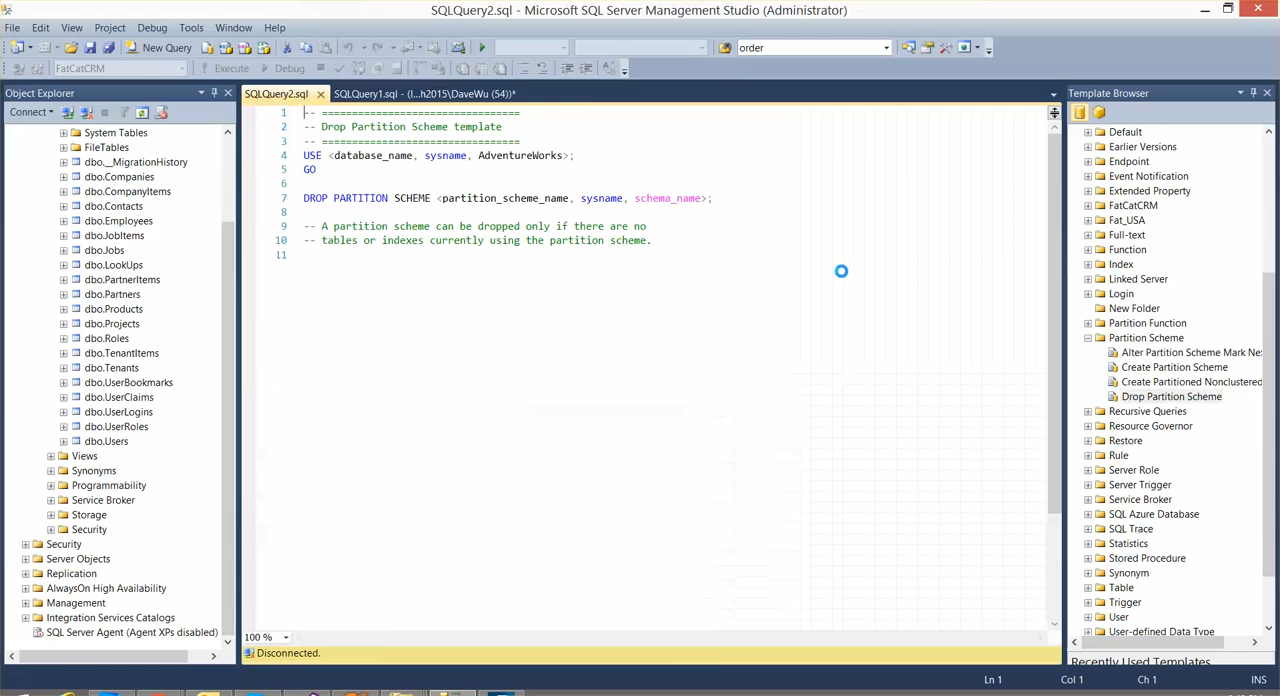 SQLQuery2.sql - Microsoft SQL Server Management Studio (Administrator)
File Edit View Project Debug Tools Window Help
New Query order
FatCatCRM Execute Debug
Object Explorer
Connect
System Tables
FileTables
dbo.__MigrationHistory
dbo.Companies
dbo.CompanyItems
dbo.Contacts
dbo.Employees
dbo.JobItems
dbo.Jobs
dbo.LookUps
dbo.PartnerItems
dbo.Partners
dbo.Products
dbo.Projects
dbo.Roles
dbo.TenantItems
dbo.Tenants
dbo.UserBookmarks
dbo.UserClaims
dbo.UserLogins
dbo.UserRoles
dbo.Users
Views
Synonyms
Programmability
Service Broker
Storage
Security
Security
Server Objects
Replication
AlwaysOn High Availability
Management
Integration Services Catalogs
SQL Server Agent (Agent XPs disabled)
SQLQuery2.sql SQLQuery1.sql - (l...h2015\DaveWu (54))*
1 -- =================================
2 -- Drop Partition Scheme template
3 -- =================================
4 USE <database_name, sysname, AdventureWorks>;
5 GO
6
7 DROP PARTITION SCHEME <partition_scheme_name, sysname, schema_name>;
8
9 -- A partition scheme can be dropped only if there are no
10 -- tables or indexes currently using the partition scheme.
11
100 %
Disconnected.
Template Browser
Default
Earlier Versions
Endpoint
Event Notification
Extended Property
FatCatCRM
Fat_USA
Full-text
Function
Index
Linked Server
Login
New Folder
Partition Function
Partition Scheme
Alter Partition Scheme Mark Ne
Create Partition Scheme
Create Partitioned Nonclustered
Drop Partition Scheme
Recursive Queries
Resource Governor
Restore
Rule
Server Role
Server Trigger
Service Broker
SQL Azure Database
SQL Trace
Statistics
Stored Procedure
Synonym
Table
Trigger
User
User-defined Data Type
Recently Used Templates
Ln 1 Col 1 Ch 1 INS